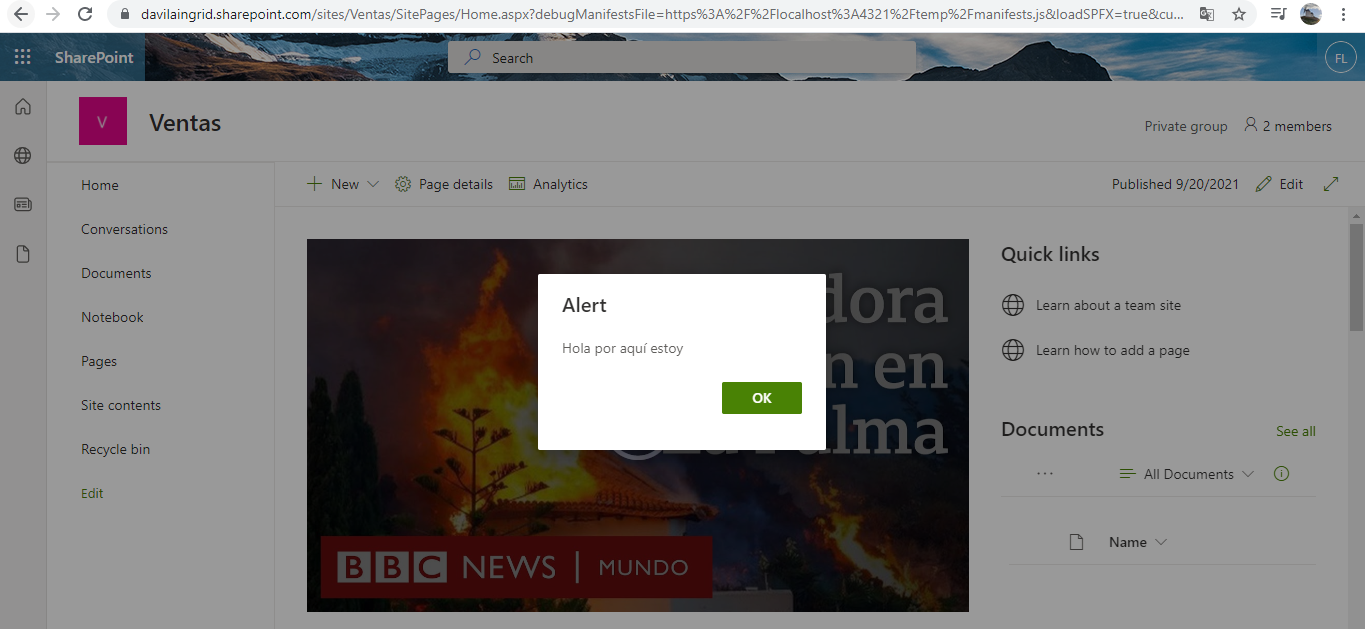 davilaingrid.sharepoint.com/sites/Ventas/SitePages/Home.aspx?debugManifestsFile=https%3A%2F%2Flocalhost%3A4321%2Ftemp%2Fmanifests.js&loadSPFX=true&cu...
SharePoint
Search
FL
V
Ventas
Private group
2 members
Home
Conversations
Documents
Notebook
Pages
Site contents
Recycle bin
Edit
New
Page details
Analytics
Published 9/20/2021
Edit
dora
n en
alma
BBC NEWS | MUNDO
Alert
Hola por aquí estoy
OK
Quick links
Learn about a team site
Learn how to add a page
Documents
See all
...
All Documents
Name